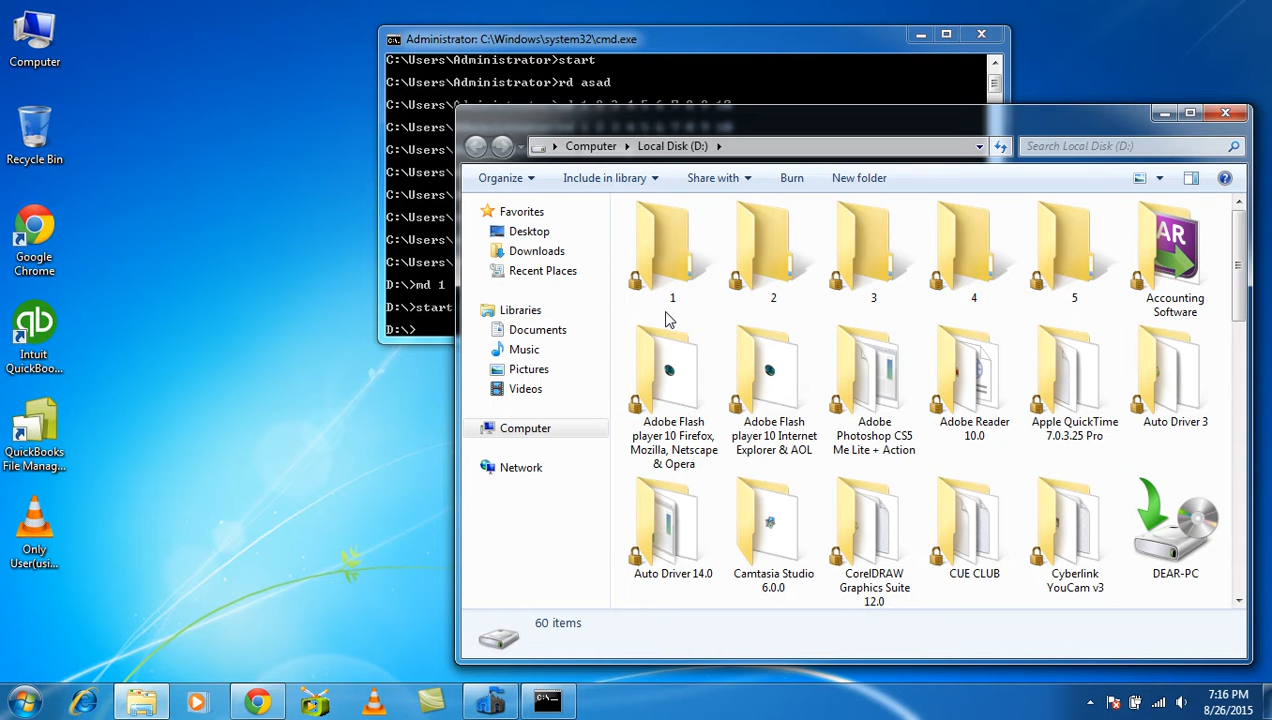 Computer
Recycle Bin
Google
Chrome
Intuit
QuickBoo...
QuickBooks
File Manag...
Only
User(usi...
Administrator: C:\Windows\system32\cmd.exe
C:\Users\Administrator>start
C:\Users\Administrator>rd asad
C:\Users
C:\Users
C:\Users
C:\Users
C:\Users
C:\Users
C:\Users
D:\>md 1
D:\>start
D:\>
Computer
Local Disk (D:)
Search Local Disk (D:)
Organize
Include in library
Share with
Burn
New folder
Favorites
Desktop
Downloads
Recent Places
Libraries
Documents
Music
Pictures
Videos
Computer
Network
1
2
3
4
5
Accounting
Software
AR
Adobe Flash
player 10 Firefox,
Mozilla, Netscape
& Opera
Adobe Flash
player 10 Internet
Explorer & AOL
Adobe
Photoshop CS5
Me Lite + Action
Adobe Reader
10.0
Apple QuickTime
7.0.3.25 Pro
Auto Driver 3
Auto Driver 14.0
Camtasia Studio
6.0.0
CorelDRAW
Graphics Suite
12.0
CUE CLUB
Cyberlink
YouCam v3
DEAR-PC
60 items
7:16 PM
8/26/2015